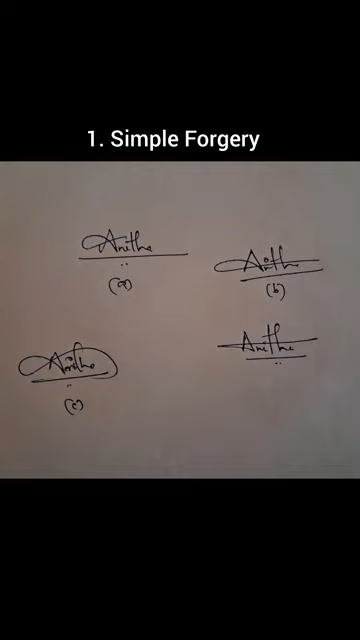 1. Simple Forgery
Anitha
(a)
Anitha
(b)
Anitha
(c)
Anitha